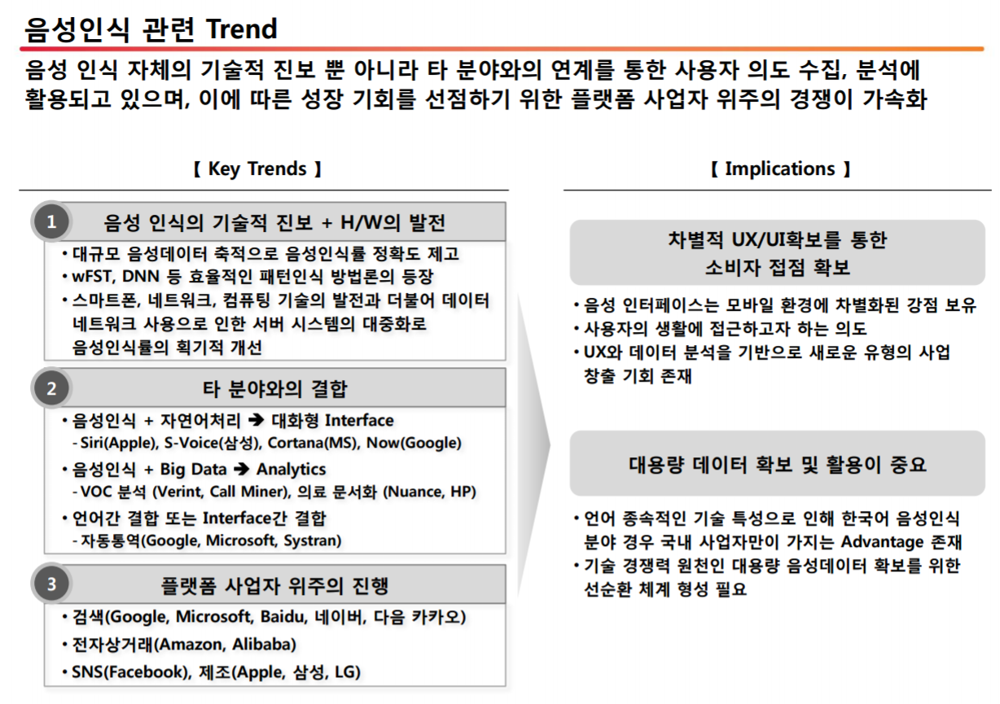 음성인식 관련 Trend
음성 인식 자체의 기술적 진보 뿐 아니라 타 분야와의 연계를 통한 사용자 의도 수집, 분석에
활용되고 있으며, 이에 따른 성장 기회를 선점하기 위한 플랫폼 사업자 위주의 경쟁이 가속화
【 Key Trends 】
1 음성 인식의 기술적 진보 + H/W의 발전
• 대규모 음성데이터 축적으로 음성인식률 정확도 제고
• wFST, DNN 등 효율적인 패턴인식 방법론의 등장
• 스마트폰, 네트워크, 컴퓨팅 기술의 발전과 더불어 데이터
네트워크 사용으로 인한 서버 시스템의 대중화로
음성인식률의 획기적 개선
2 타 분야와의 결합
• 음성인식 + 자연어처리 ➔ 대화형 Interface
- Siri(Apple), S-Voice(삼성), Cortana(MS), Now(Google)
• 음성인식 + Big Data ➔ Analytics
- VOC 분석 (Verint, Call Miner), 의료 문서화 (Nuance, HP)
• 언어간 결합 또는 Interface간 결합
- 자동통역(Google, Microsoft, Systran)
3 플랫폼 사업자 위주의 진행
• 검색(Google, Microsoft, Baidu, 네이버, 다음 카카오)
• 전자상거래(Amazon, Alibaba)
• SNS(Facebook), 제조(Apple, 삼성, LG)
【 Implications 】
차별적 UX/UI확보를 통한
소비자 접점 확보
• 음성 인터페이스는 모바일 환경에 차별화된 강점 보유
• 사용자의 생활에 접근하고자 하는 의도
• UX와 데이터 분석을 기반으로 새로운 유형의 사업
창출 기회 존재
대용량 데이터 확보 및 활용이 중요
• 언어 종속적인 기술 특성으로 인해 한국어 음성인식
분야 경우 국내 사업자만이 가지는 Advantage 존재
• 기술 경쟁력 원천인 대용량 음성데이터 확보를 위한
선순환 체계 형성 필요